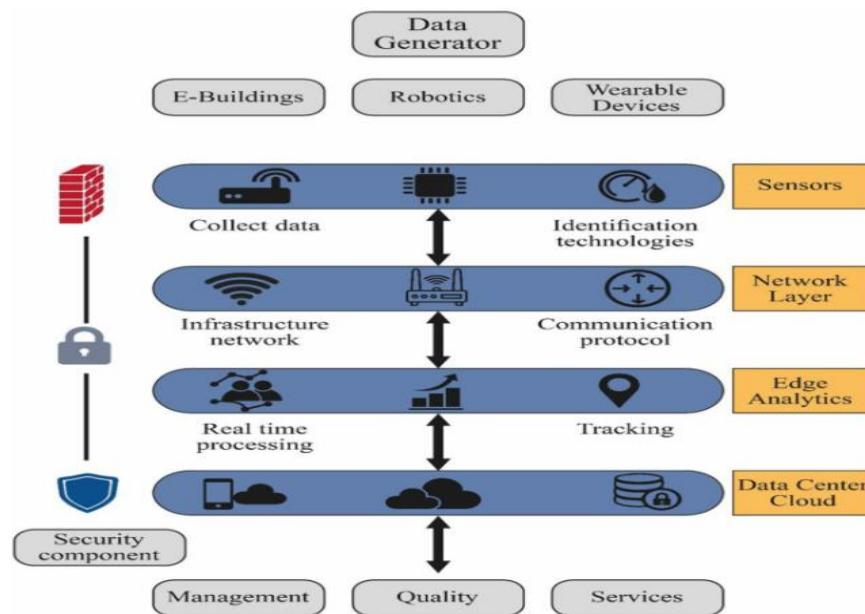 Data
Generator
E-Buildings
Robotics
Wearable
Devices
Sensors
Collect data
Identification
technologies
Network
Layer
Infrastructure
network
Communication
protocol
Edge
Analytics
Real time
processing
Tracking
Data Center
Cloud
Security
component
Management
Quality
Services